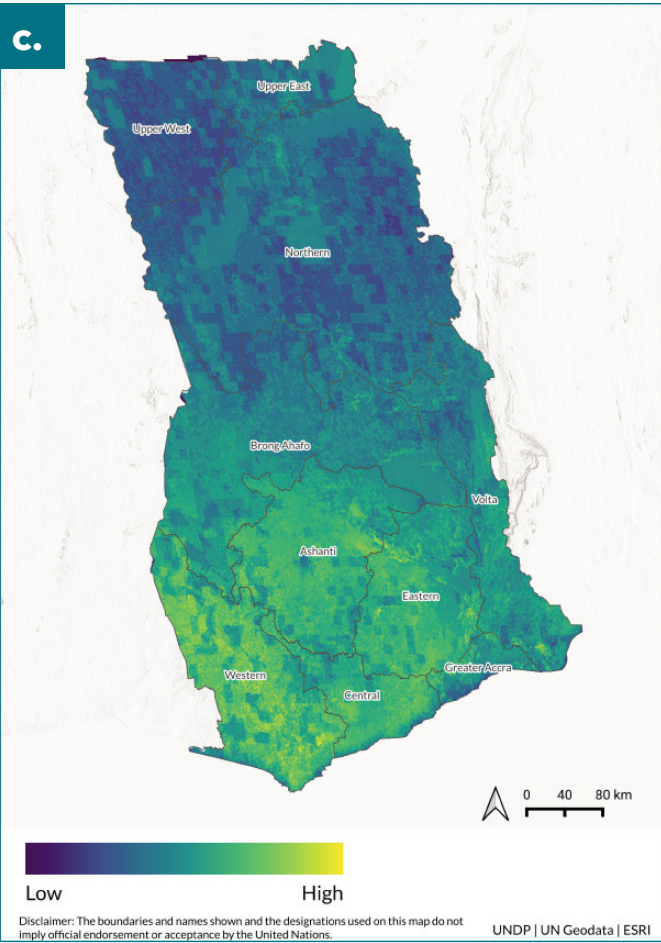 c.
Upper East
Upper West
Northern
Brong Ahafo
Volta
Ashanti
Eastern
Greater Accra
Western
Central
0 40 80 km
Low High
Disclaimer: The boundaries and names shown and the designations used on this map do not
imply official endorsement or acceptance by the United Nations.
UNDP | UN Geodata | ESRI